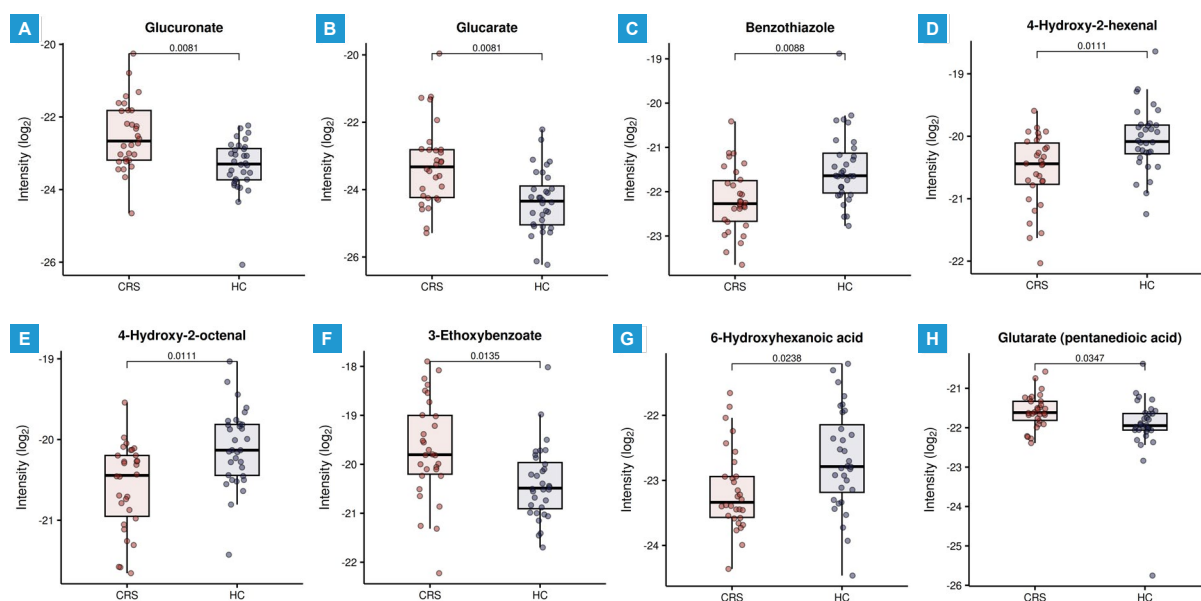 A
Glucuronate
0.0081
Intensity (log2)
-20
-22
-24
-26
CRS
HC
B
Glucarate
0.0081
Intensity (log2)
-20
-22
-24
-26
CRS
HC
C
Benzothiazole
0.0088
Intensity (log2)
-19
-20
-21
-22
-23
CRS
HC
D
4-Hydroxy-2-hexenal
0.0111
Intensity (log2)
-19
-20
-21
-22
CRS
HC
E
4-Hydroxy-2-octenal
0.0111
Intensity (log2)
-19
-20
-21
CRS
HC
F
3-Ethoxybenzoate
0.0135
Intensity (log2)
-18
-19
-20
-21
-22
CRS
HC
G
6-Hydroxyhexanoic acid
0.0238
Intensity (log2)
-22
-23
-24
CRS
HC
H
Glutarate (pentanedioic acid)
0.0347
Intensity (log2)
-21
-22
-23
-24
-25
-26
CRS
HC